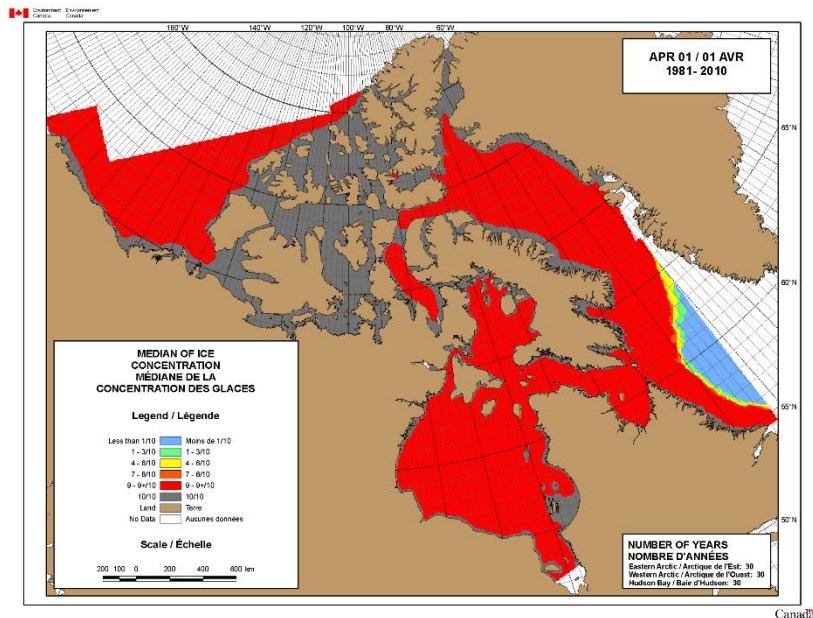 Environment Environnement
Canada Canada
160°W 140°W 120°W 100°W 80°W 60°W
APR 01 / 01 AVR
1981- 2010
65°N
60°N
55°N
50°N
MEDIAN OF ICE
CONCENTRATION
MÉDIANE DE LA
CONCENTRATION DES GLACES
Legend / Légende
Less than 1/10 Moins de 1/10
1 - 3/10 1 - 3/10
4 - 6/10 4 - 6/10
7 - 8/10 7 - 8/10
9 - 9+/10 9 - 9+/10
10/10 10/10
Land Terre
No Data Aucunes données
Scale / Échelle
200 100 0 200 400 600 km
NUMBER OF YEARS
NOMBRE D'ANNÉES
Eastern Arctic / Arctique de l'Est: 30
Western Arctic / Arctique de l'Ouest: 30
Hudson Bay / Baie d'Hudson: 30
Canada